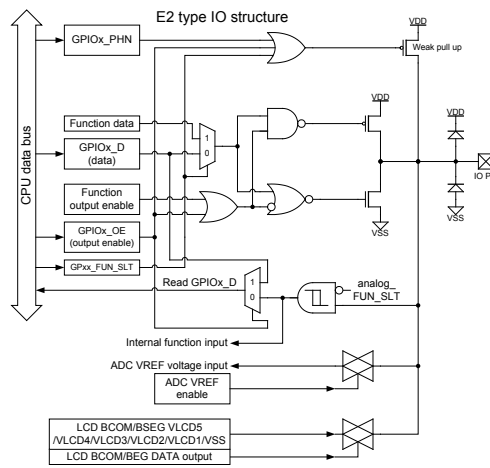 E2 type IO structure
VDD
GPIOx_PHN
Weak pull up
CPU data bus
Function data
1
0
GPIOx_D
(data)
VDD
VDD
Function
output enable
IO P
GPIOx_OE
(output enable)
VSS
VSS
GPxx_FUN_SLT
Read GPIOx_D
1
0
analog_
FUN_SLT
Internal function input
ADC VREF voltage input
ADC VREF
enable
LCD BCOM/BSEG VLCD5
/VLCD4/VLCD3/VLCD2/VLCD1/VSS
LCD BCOM/BEG DATA output